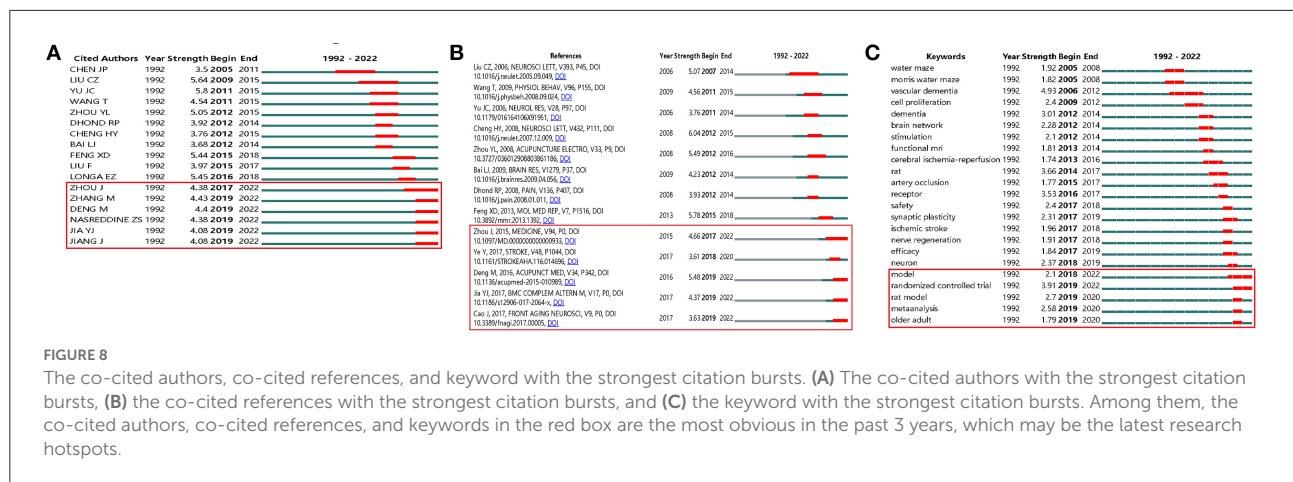 A
Cited Authors Year Strength Begin End 1992 - 2022
CHEN JP 1992 3.5 2005 2011
LIU CZ 1992 5.64 2009 2015
YU JC 1992 5.8 2011 2015
WANG T 1992 4.54 2011 2015
ZHOU YL 1992 5.05 2012 2015
DHOND RP 1992 3.92 2012 2014
CHENG HY 1992 3.76 2012 2015
BAI LJ 1992 3.68 2012 2014
FENG XD 1992 5.44 2015 2018
LIU F 1992 3.97 2015 2017
LONGA EZ 1992 5.45 2016 2018
ZHOU J 1992 4.38 2017 2022
ZHANG M 1992 4.43 2019 2022
DENG M 1992 4.4 2019 2022
NASREDDINE ZS 1992 4.38 2019 2022
JIA YJ 1992 4.08 2019 2022
JIANG J 1992 4.08 2019 2022
B
References Year Strength Begin End 1992 - 2022
Liu CZ, 2006, NEUROSCI LETT, V393, P45, DOI
10.1016/j.neulet.2005.09.049, DOI 2006 5.07 2007 2014
Wang T, 2009, PHYSIOL BEHAV, V96, P155, DOI
10.1016/j.physbeh.2008.09.024, DOI 2009 4.56 2011 2015
Yu JC, 2006, NEUROL RES, V28, P97, DOI
10.1179/016164106X91951, DOI 2006 3.76 2011 2014
Cheng HY, 2008, NEUROSCI LETT, V432, P111, DOI
10.1016/j.neulet.2007.12.009, DOI 2008 6.04 2012 2015
Zhou YL, 2008, ACUPUNCTURE ELECTRO, V33, P9, DOI
10.3727/036012908803861186, DOI 2008 5.49 2012 2016
Bai LJ, 2009, BRAIN RES, V1279, P37, DOI
10.1016/j.brainres.2009.04.056, DOI 2009 4.23 2012 2014
Dhond RP, 2008, PAIN, V136, P407, DOI
10.1016/j.pain.2008.01.011, DOI 2008 3.93 2012 2014
Feng XD, 2013, MOL MED REP, V7, P1516, DOI
10.3892/mmr.2013.1392, DOI 2013 5.78 2015 2018
Zhou J, 2015, MEDICINE, V94, P0, DOI
10.1097/MD.0000000000000933, DOI 2015 4.66 2017 2022
Ye Y, 2017, STROKE, V48, P1044, DOI
10.1161/STROKEAHA.116.014696, DOI 2017 3.61 2018 2020
Deng M, 2016, ACUPUNCT MED, V34, P342, DOI
10.1136/acupmed-2015-010989, DOI 2016 5.48 2019 2022
Jia YJ, 2017, BMC COMPLEM ALTERN M, V17, P0, DOI
10.1186/s12906-017-2064-x, DOI 2017 4.37 2019 2022
Cao J, 2017, FRONT AGING NEUROSCI, V9, P0, DOI
10.3389/fnagi.2017.00005, DOI 2017 3.63 2019 2022
C
Keywords Year Strength Begin End 1992 - 2022
water maze 1992 1.92 2005 2008
morris water maze 1992 1.82 2005 2008
vascular dementia 1992 4.93 2006 2012
cell proliferation 1992 2.4 2009 2012
dementia 1992 3.01 2012 2014
brain network 1992 2.28 2012 2014
stimulation 1992 2.1 2012 2014
functional mri 1992 1.81 2013 2014
cerebral ischemia-reperfusion 1992 1.74 2013 2016
rat 1992 3.66 2014 2017
artery occlusion 1992 1.77 2015 2017
receptor 1992 3.53 2016 2017
safety 1992 2.4 2017 2018
synaptic plasticity 1992 2.31 2017 2019
ischemic stroke 1992 1.96 2017 2018
nerve regeneration 1992 1.91 2017 2018
efficacy 1992 1.84 2017 2019
neuron 1992 2.37 2018 2019
model 1992 2.1 2018 2022
randomized controlled trial 1992 3.91 2019 2022
rat model 1992 2.7 2019 2020
metaanalysis 1992 2.58 2019 2020
older adult 1992 1.79 2019 2020
FIGURE 8
The co-cited authors, co-cited references, and keyword with the strongest citation bursts. (A) The co-cited authors with the strongest citation
bursts, (B) the co-cited references with the strongest citation bursts, and (C) the keyword with the strongest citation bursts. Among them, the
co-cited authors, co-cited references, and keywords in the red box are the most obvious in the past 3 years, which may be the latest research
hotspots.